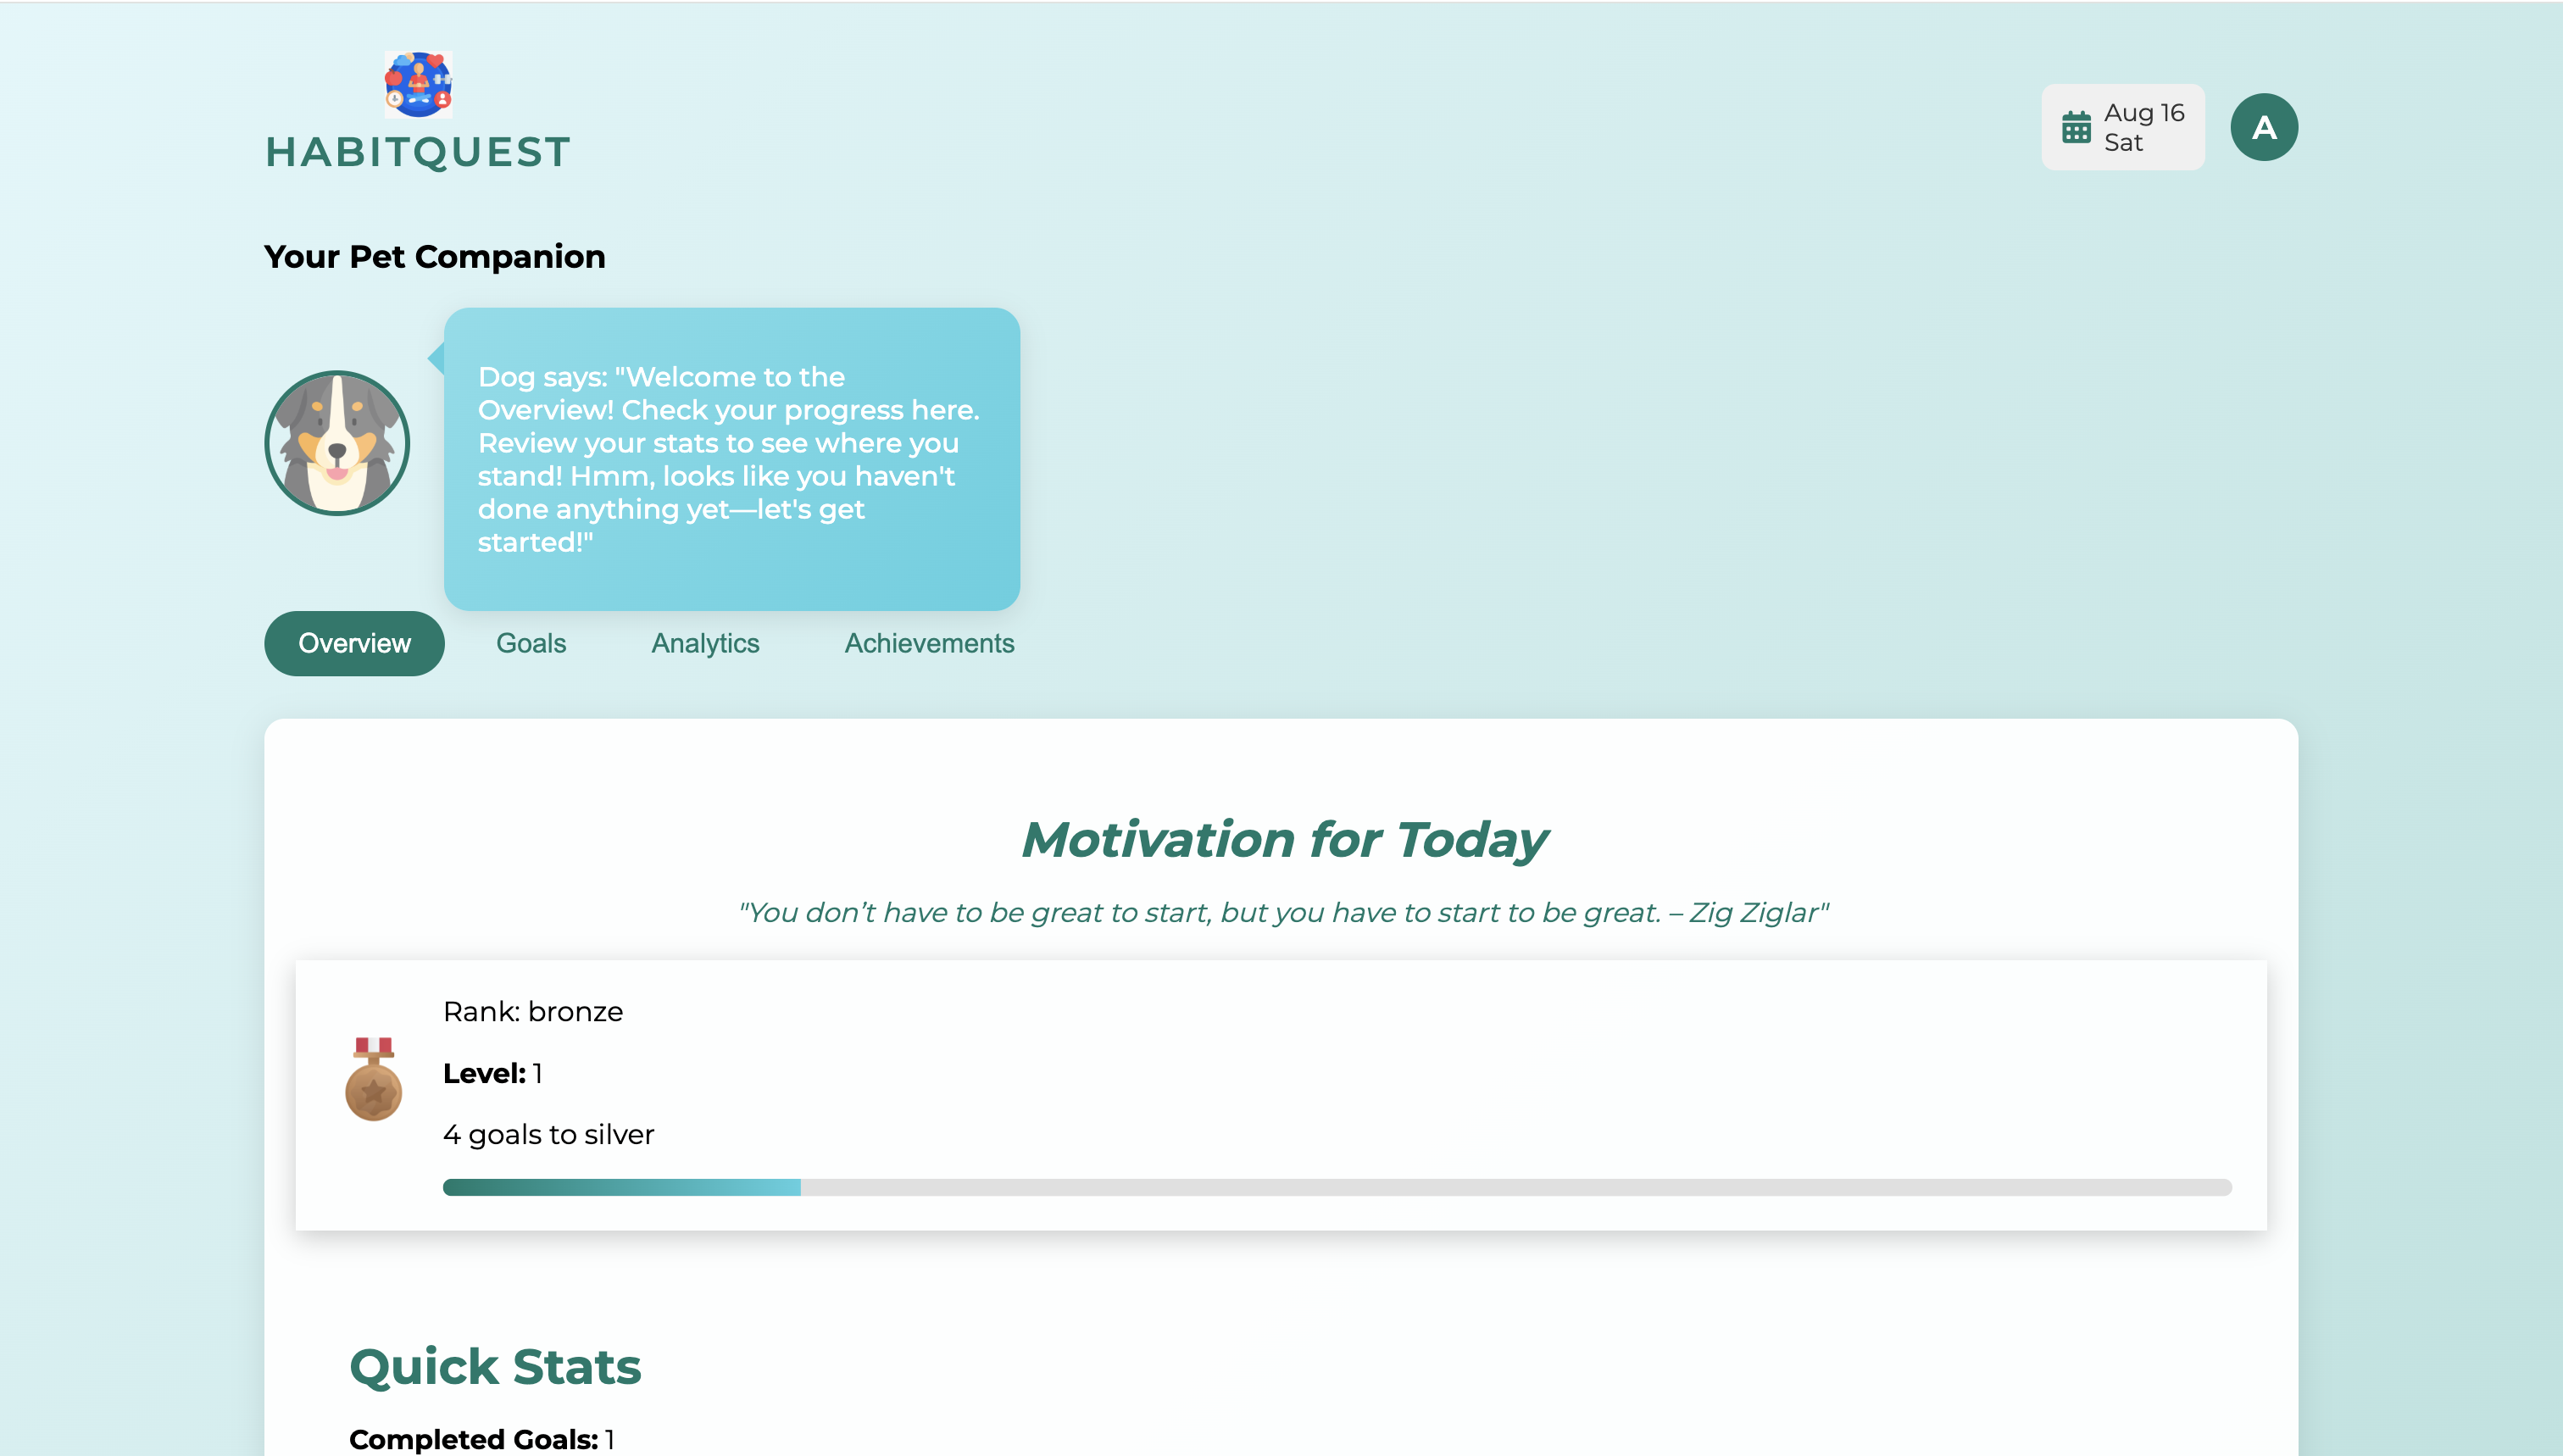 HABITQUEST
Aug 16
Sat
A
Your Pet Companion
Dog says: "Welcome to the
Overview! Check your progress here.
Review your stats to see where you
stand! Hmm, looks like you haven't
done anything yet—let's get
started!"
Overview
Goals
Analytics
Achievements
Motivation for Today
"You don’t have to be great to start, but you have to start to be great. – Zig Ziglar"
Rank: bronze
Level: 1
4 goals to silver
Quick Stats
Completed Goals: 1